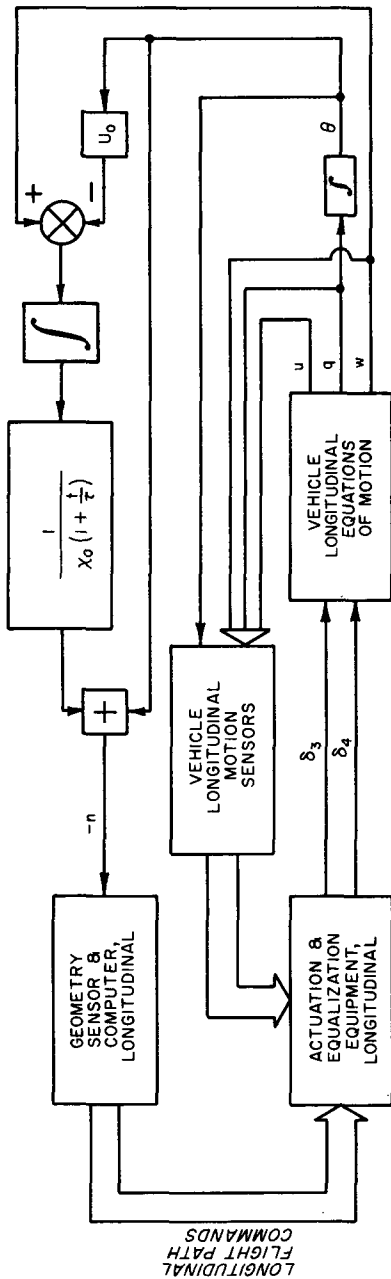 +
−
U₀
∫
1
X₀ (1 + t/τ)
+
-n
GEOMETRY
SENSOR &
COMPUTER,
LONGITUDINAL
VEHICLE
LONGITUDINAL
MOTION
SENSORS
θ
∫
u
q
w
VEHICLE
LONGITUDINAL
EQUATIONS
OF MOTION
δ₃
δ₄
ACTUATION &
EQUALIZATION
EQUIPMENT,
LONGITUDINAL
LONGITUDINAL
FLIGHT PATH
COMMANDS